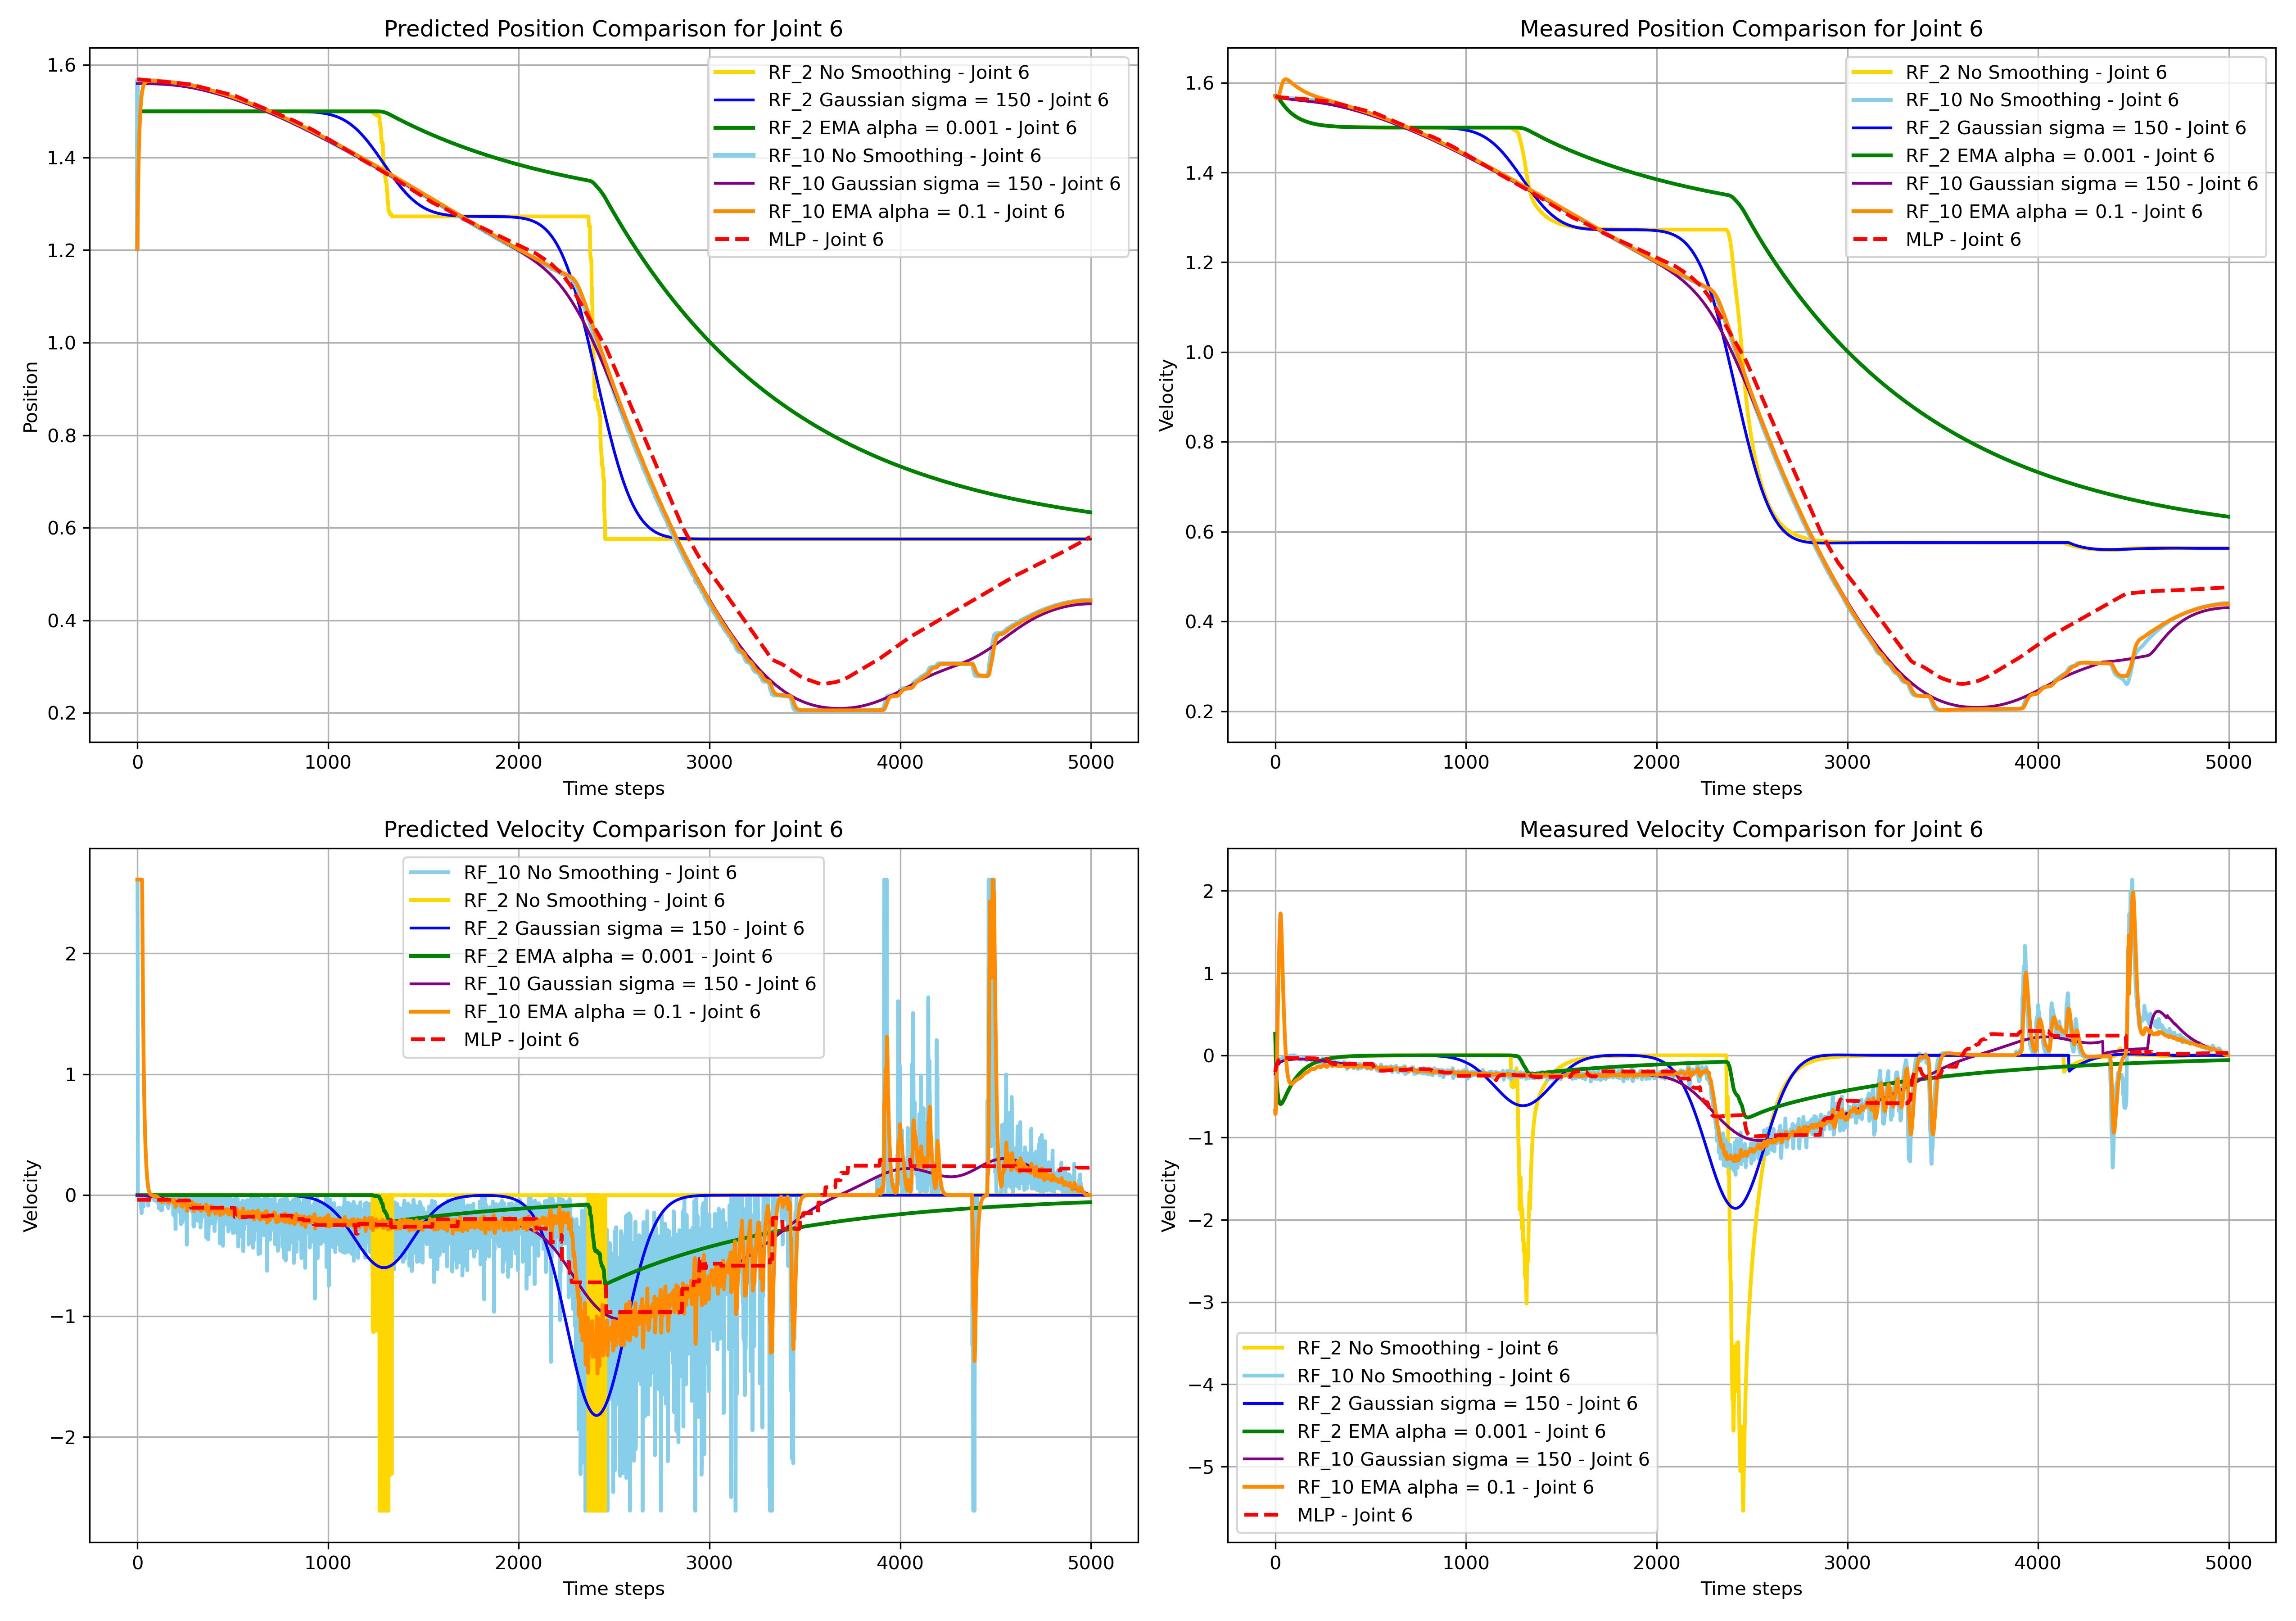 Predicted Position Comparison for Joint 6
1.6
1.4
1.2
1.0
0.8
0.6
0.4
0.2
Position
RF_2 No Smoothing - Joint 6
RF_2 Gaussian sigma = 150 - Joint 6
RF_2 EMA alpha = 0.001 - Joint 6
RF_10 No Smoothing - Joint 6
RF_10 Gaussian sigma = 150 - Joint 6
RF_10 EMA alpha = 0.1 - Joint 6
MLP - Joint 6
0 1000 2000 3000 4000 5000
Time steps
Measured Position Comparison for Joint 6
1.6
1.4
1.2
1.0
0.8
0.6
0.4
0.2
Velocity
RF_2 No Smoothing - Joint 6
RF_10 No Smoothing - Joint 6
RF_2 Gaussian sigma = 150 - Joint 6
RF_2 EMA alpha = 0.001 - Joint 6
RF_10 Gaussian sigma = 150 - Joint 6
RF_10 EMA alpha = 0.1 - Joint 6
MLP - Joint 6
0 1000 2000 3000 4000 5000
Time steps
Predicted Velocity Comparison for Joint 6
2
1
0
−1
−2
Velocity
RF_10 No Smoothing - Joint 6
RF_2 No Smoothing - Joint 6
RF_2 Gaussian sigma = 150 - Joint 6
RF_2 EMA alpha = 0.001 - Joint 6
RF_10 Gaussian sigma = 150 - Joint 6
RF_10 EMA alpha = 0.1 - Joint 6
MLP - Joint 6
0 1000 2000 3000 4000 5000
Time steps
Measured Velocity Comparison for Joint 6
2
1
0
−1
−2
−3
−4
−5
Velocity
RF_2 No Smoothing - Joint 6
RF_10 No Smoothing - Joint 6
RF_2 Gaussian sigma = 150 - Joint 6
RF_2 EMA alpha = 0.001 - Joint 6
RF_10 Gaussian sigma = 150 - Joint 6
RF_10 EMA alpha = 0.1 - Joint 6
MLP - Joint 6
0 1000 2000 3000 4000 5000
Time steps